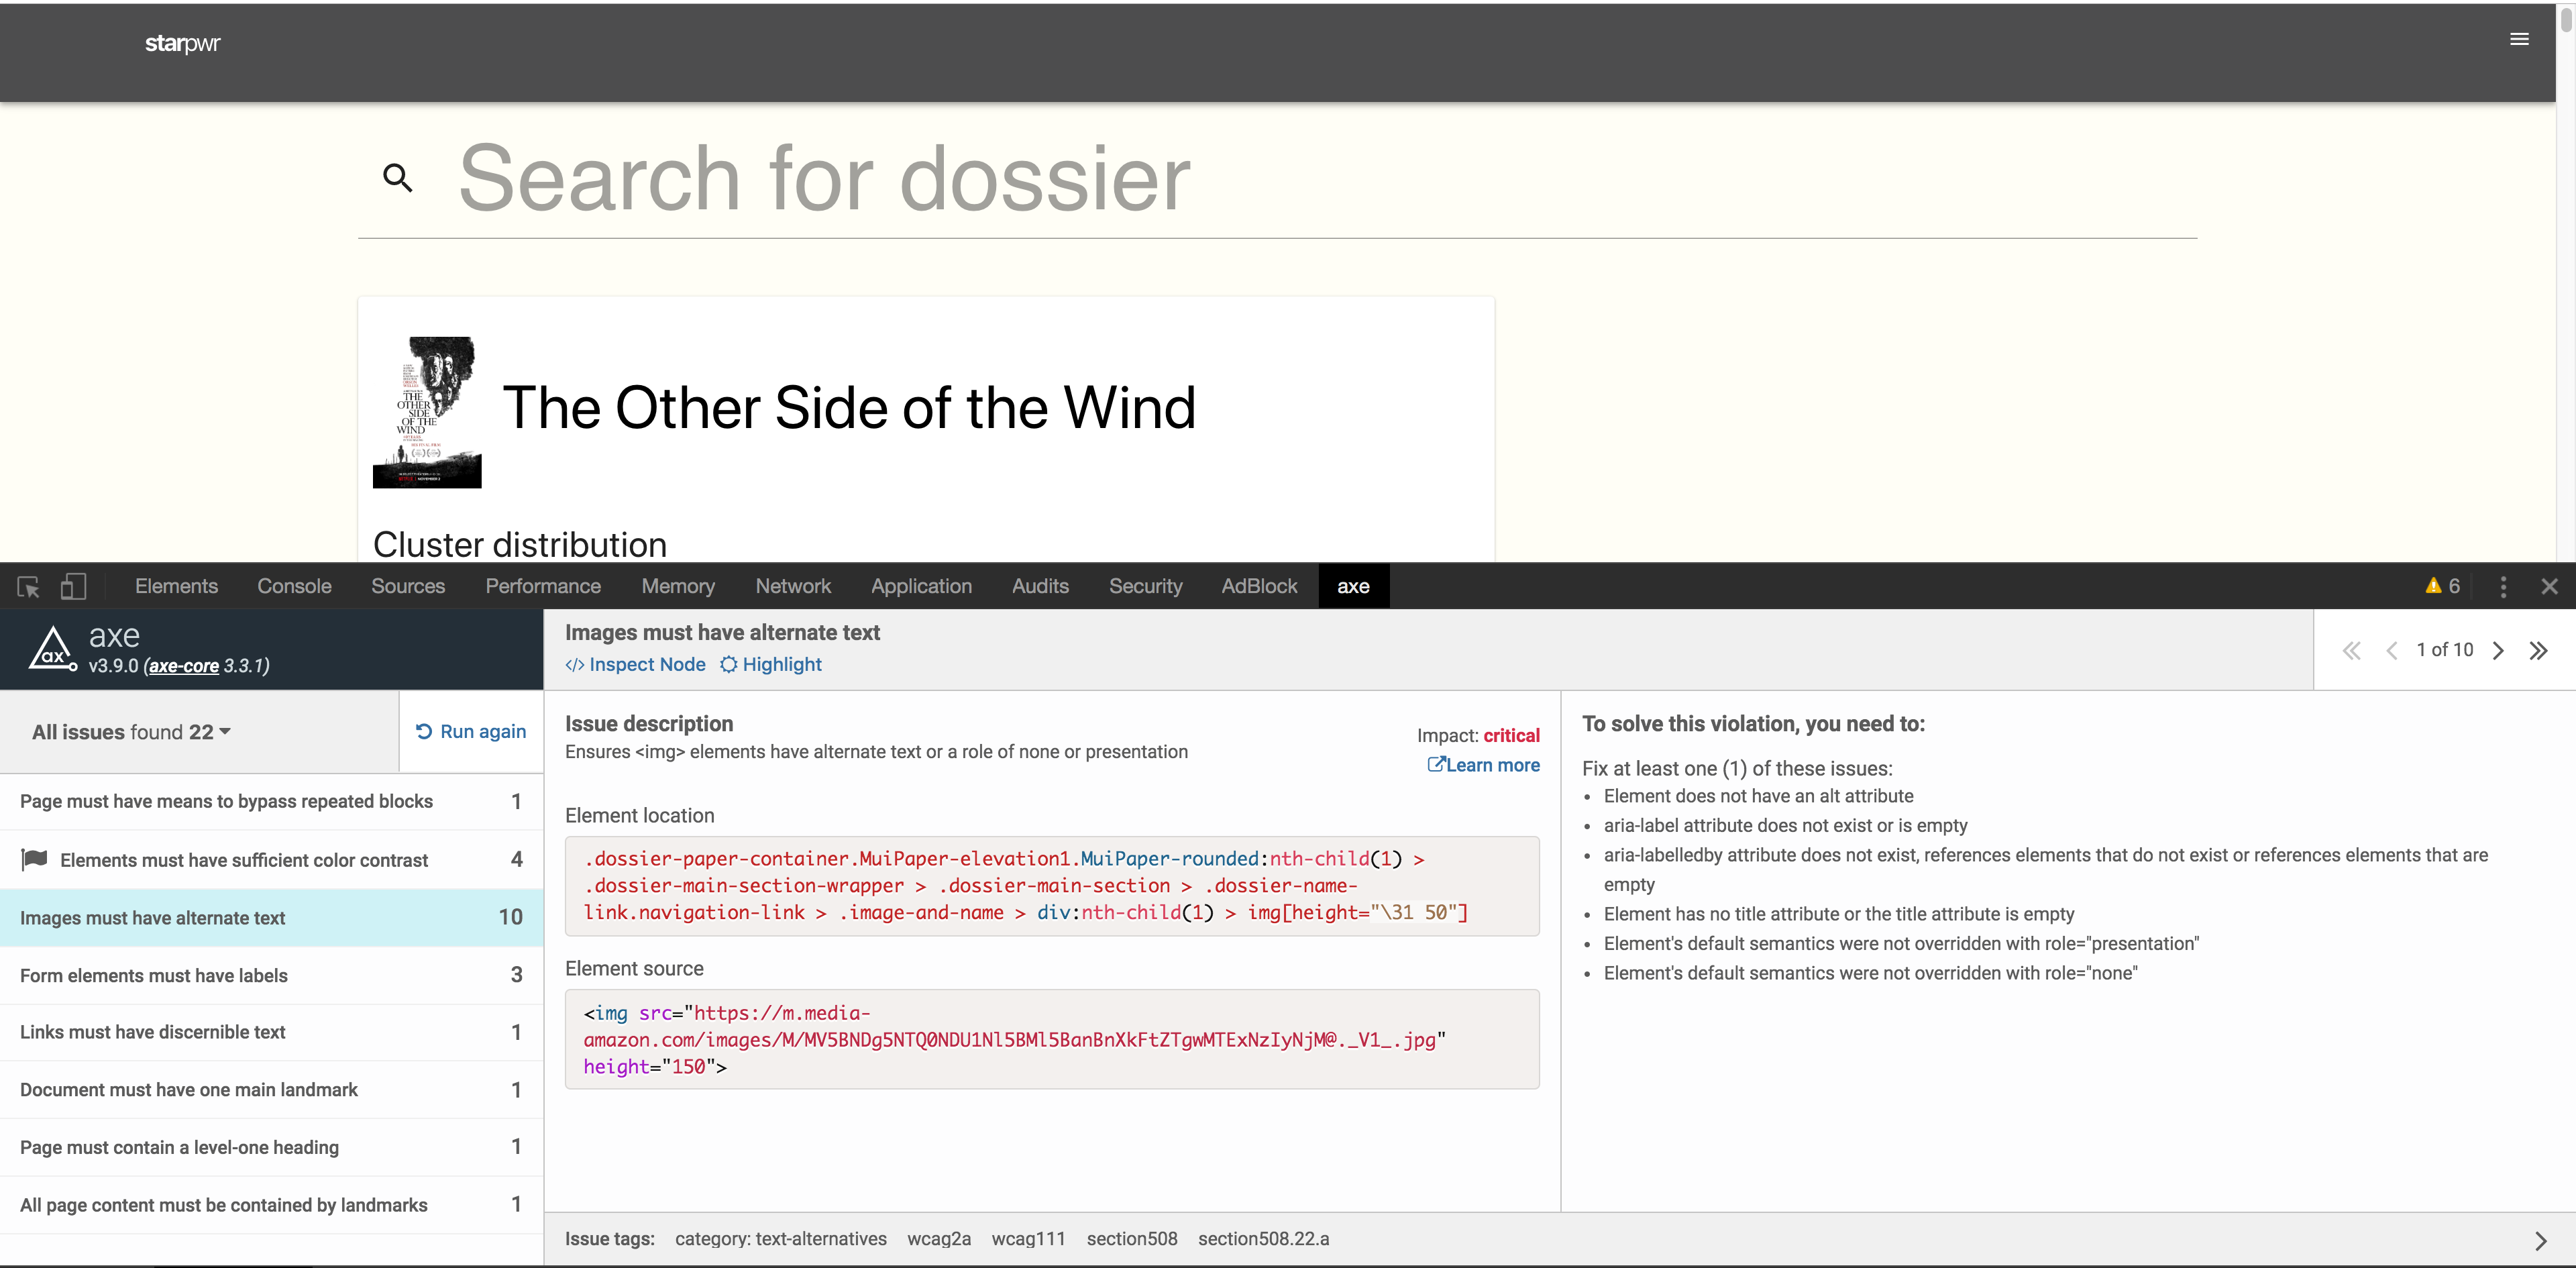 starpwr
Search for dossier
THE
OTHER
SIDE
OF THE
WIND
The Other Side of the Wind
Cluster distribution
Elements Console Sources Performance Memory Network Application Audits Security AdBlock axe 6
axe
v3.9.0 (axe-core 3.3.1)
Images must have alternate text
</> Inspect Node Highlight
1 of 10
All issues found 22
Run again
Page must have means to bypass repeated blocks 1
Elements must have sufficient color contrast 4
Images must have alternate text 10
Form elements must have labels 3
Links must have discernible text 1
Document must have one main landmark 1
Page must contain a level-one heading 1
All page content must be contained by landmarks 1
Issue description
Ensures <img> elements have alternate text or a role of none or presentation
Impact: critical
Learn more
Element location
.dossier-paper-container.MuiPaper-elevation1.MuiPaper-rounded:nth-child(1) >
.dossier-main-section-wrapper > .dossier-main-section > .dossier-name-
link.navigation-link > .image-and-name > div:nth-child(1) > img[height="\31 50"]
Element source
<img src="https://m.media-
amazon.com/images/M/MV5BNDg5NTQ0NDU1Nl5BMl5BanBnXkFtZTgwMTExNzIyNjM@._V1_.jpg"
height="150">
To solve this violation, you need to:
Fix at least one (1) of these issues:
• Element does not have an alt attribute
• aria-label attribute does not exist or is empty
• aria-labelledby attribute does not exist, references elements that do not exist or references elements that are
empty
• Element has no title attribute or the title attribute is empty
• Element's default semantics were not overridden with role="presentation"
• Element's default semantics were not overridden with role="none"
Issue tags: category: text-alternatives wcag2a wcag111 section508 section508.22.a